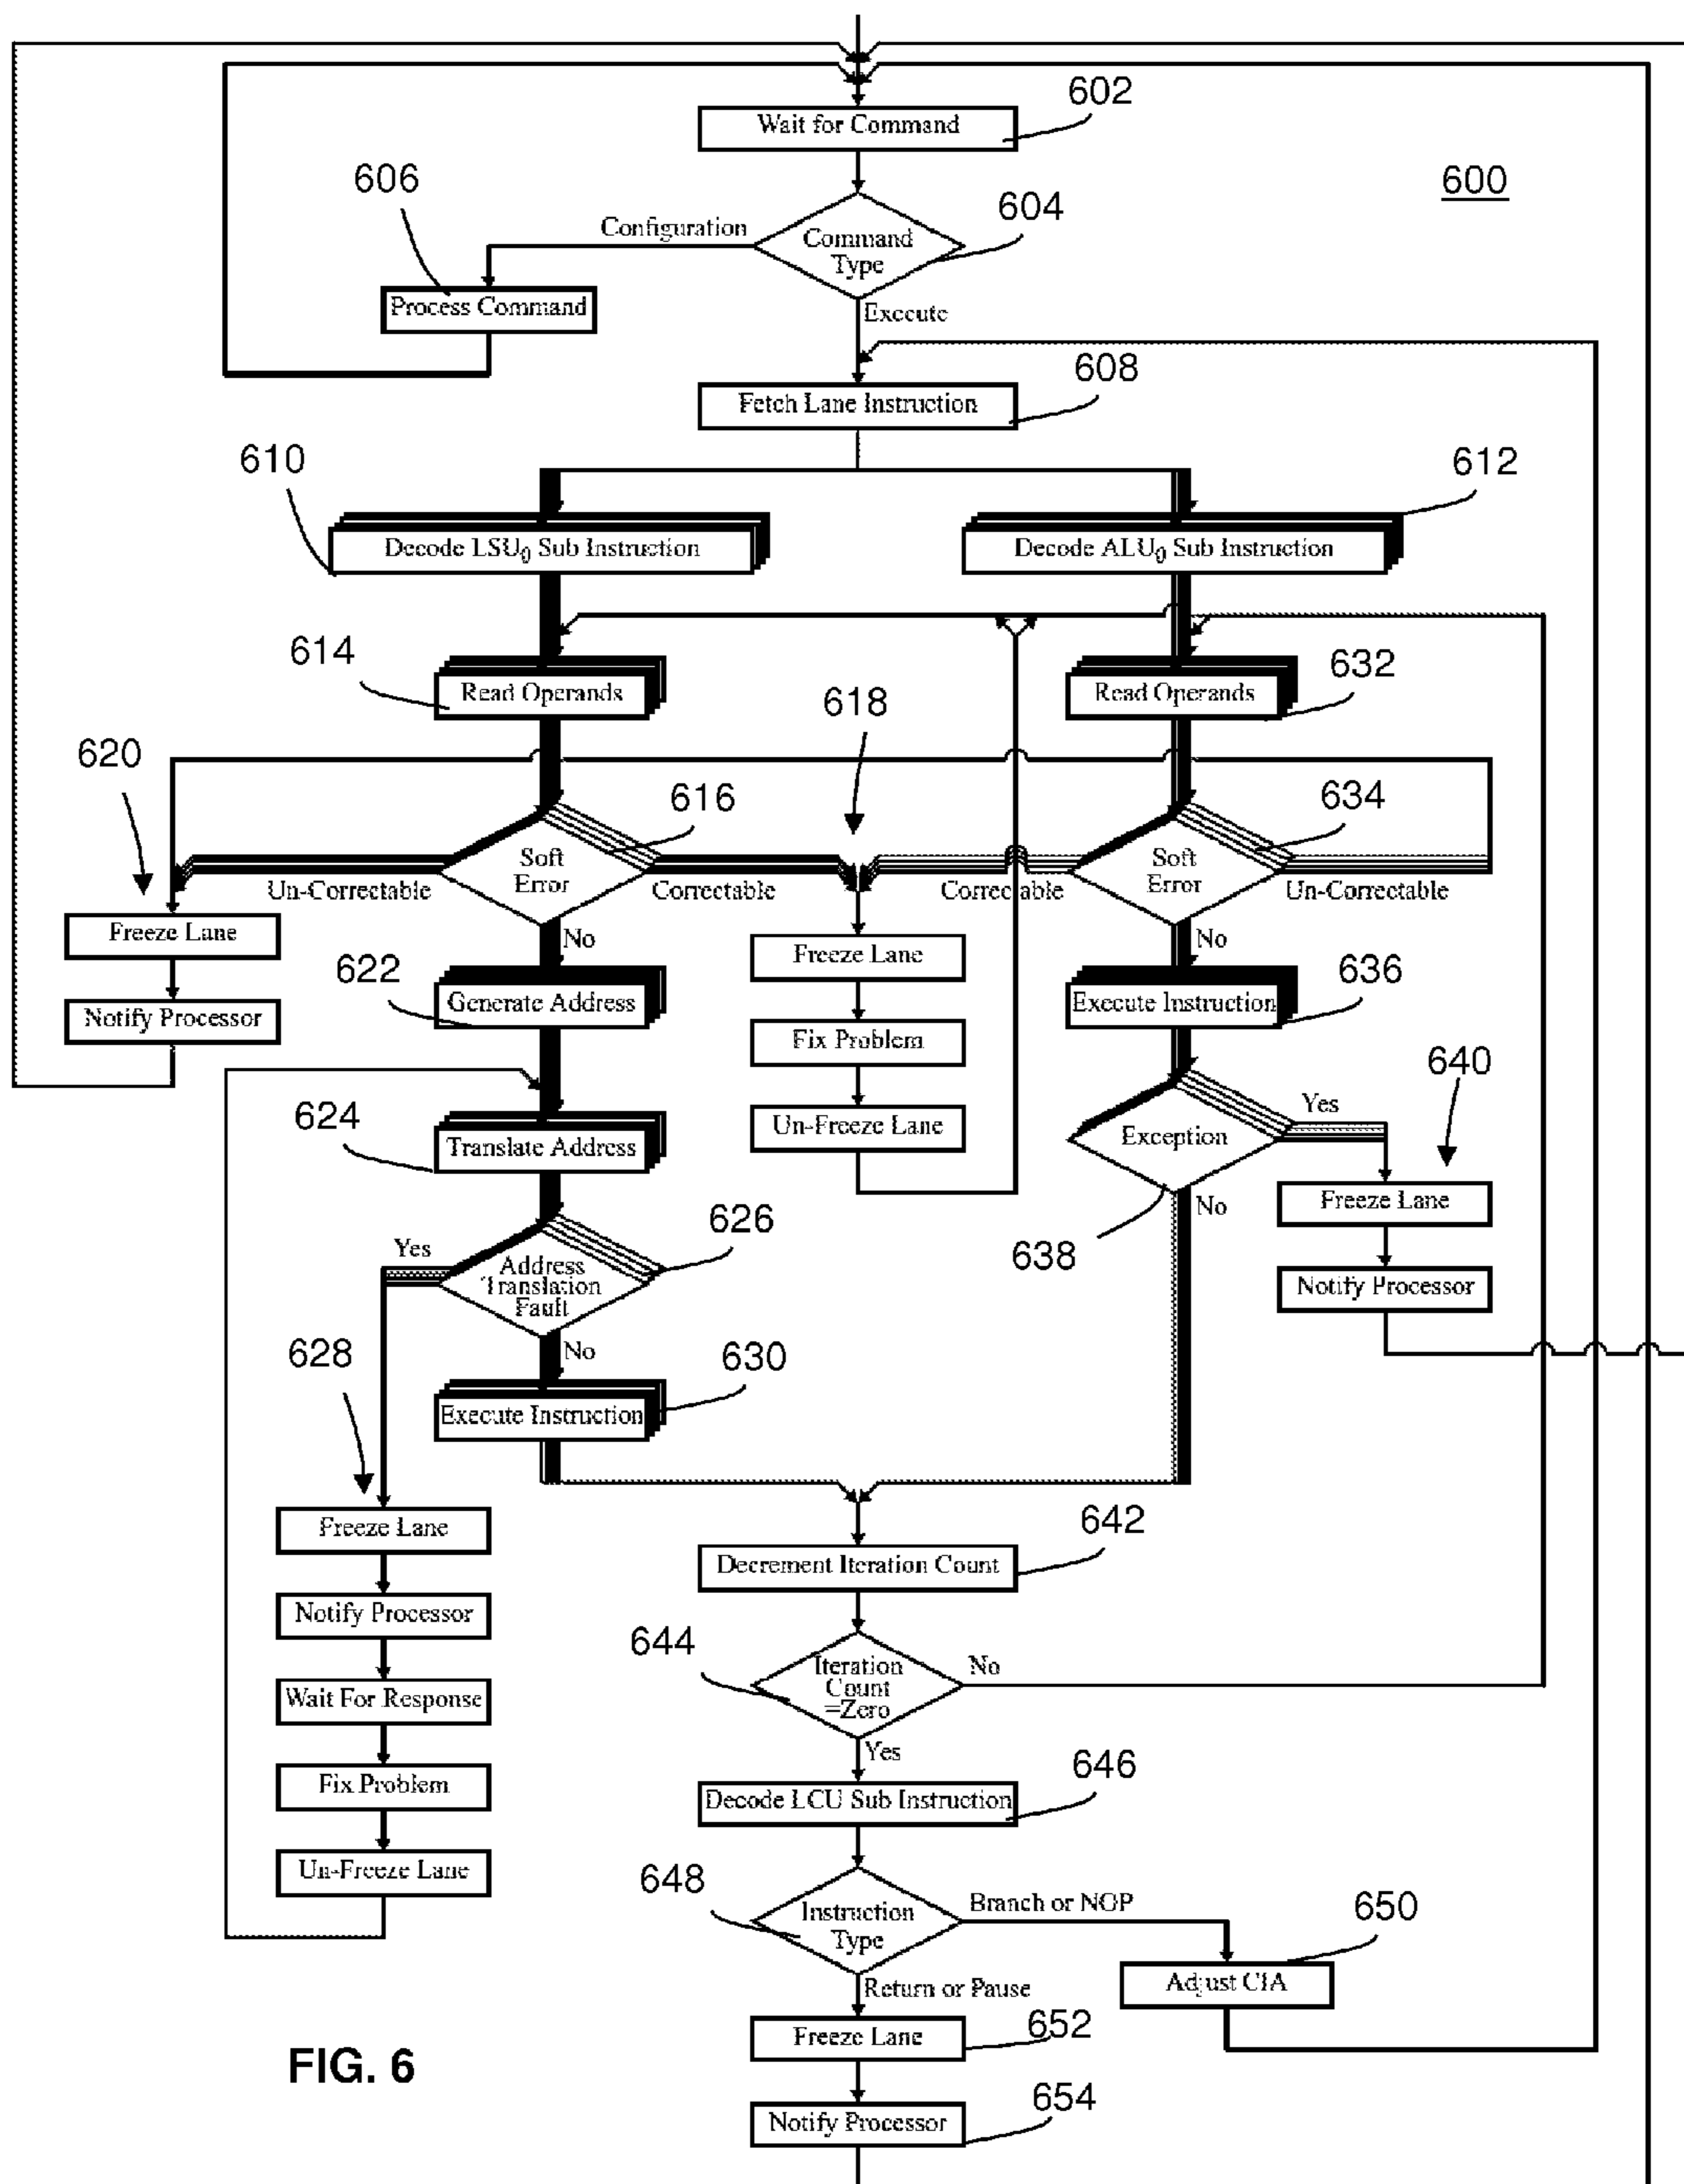 602
Wait for Command
600
606
604
Configuration
Command
Type
Process Command
Execute
608
Fetch Lane Instruction
610
612
Decode LSU0 Sub Instruction
Decode ALU0 Sub Instruction
614
632
618
Read Operands
Read Operands
620
616
634
Soft
Error
Soft
Error
Un-Correctable
Correctable
Correctable
Un-Correctable
Freeze Lane
No
Freeze Lane
No
622
636
Notify Processor
Generate Address
Execute Instruction
Fix Problem
640
624
Yes
Translate Address
Un-Freeze Lane
Exception
626
638
No
Freeze Lane
Yes
Address
Translation
Fault
Notify Processor
628
No
630
Execute Instruction
Freeze Lane
642
Decrement Iteration Count
Notify Processor
644
Iteration
Count
=Zero
No
Wait For Response
Yes
646
Fix Problem
Decode LCU Sub Instruction
Un-Freeze Lane
648
Branch or NOP
650
Instruction
Type
Adjust CIA
Return or Pause
652
Freeze Lane
FIG. 6
654
Notify Processor